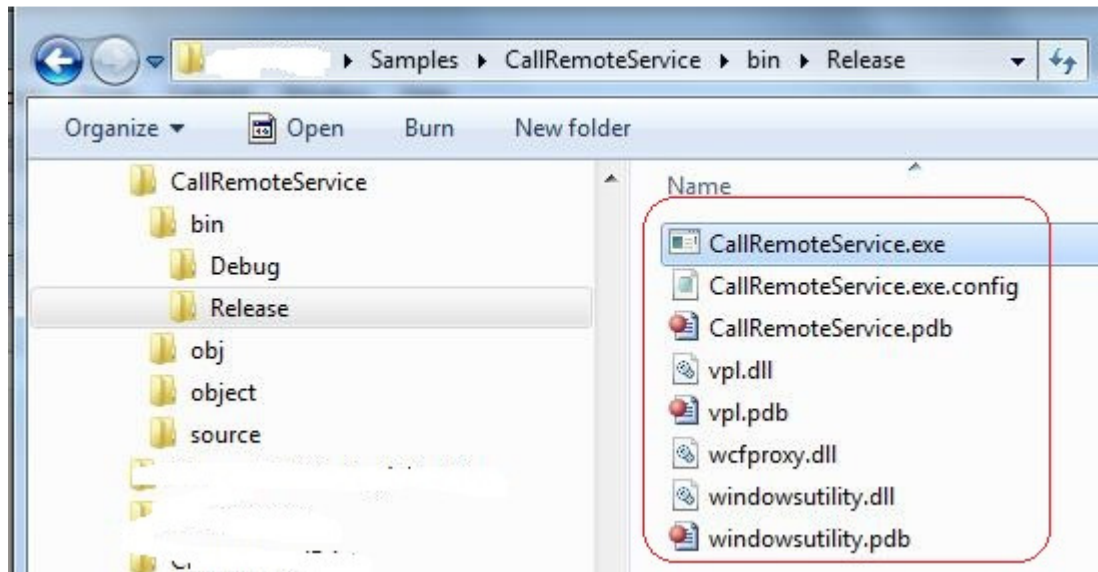 Samples CallRemoteService bin Release
Organize Open Burn New folder
CallRemoteService
bin
Debug
Release
obj
object
source
Name
CallRemoteService.exe
CallRemoteService.exe.config
CallRemoteService.pdb
vpl.dll
vpl.pdb
wcfproxy.dll
windowsutility.dll
windowsutility.pdb